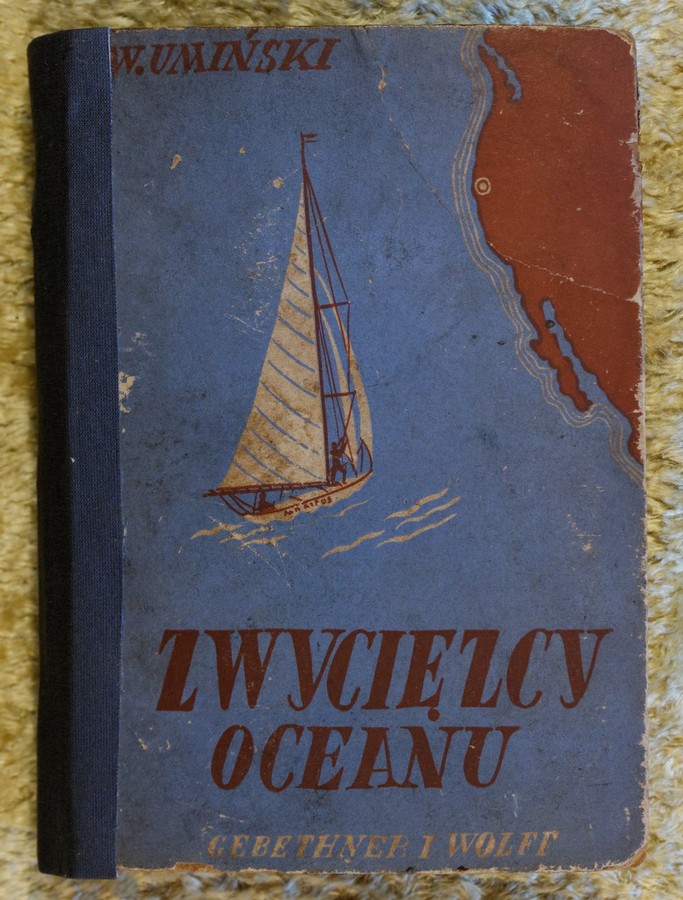 W. UMIŃSKI
ZWYCIĘZCY
OCEANU
GEBETHNER I WOLFF